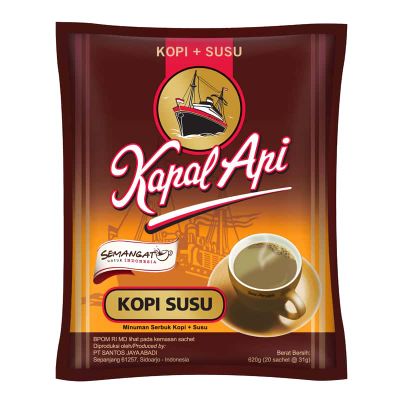 KOPI + SUSU
Kapal Api
SEMANGAT
UNTUK INDONESIA
KOPI SUSU
Minuman Serbuk Kopi + Susu
BPOM RI MD lihat pada kemasan sachet
Diproduksi oleh/Produced by:
PT SANTOS JAYA ABADI
Sepanjang 61257, Sidoarjo - Indonesia
Berat Bersih:
620g (20 sachet @ 31g)